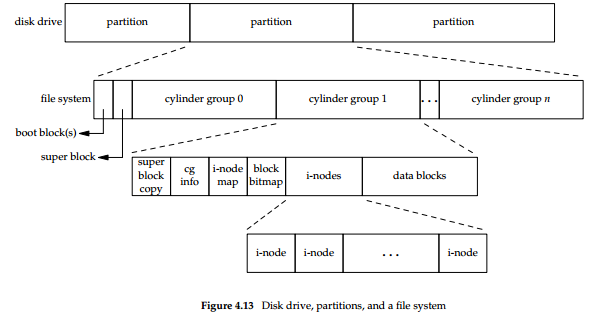 disk drive partition partition partition
file system cylinder group 0 cylinder group 1 ... cylinder group n
boot block(s)
super block
super block copy
cg info
i-node map
block bitmap
i-nodes
data blocks
i-node i-node ... i-node
Figure 4.13 Disk drive, partitions, and a file system